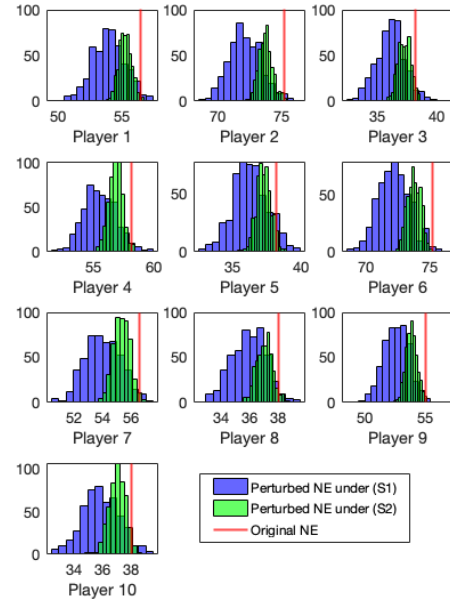 100 100 100
50 50 50
0 0 0
50 55 70 75 35 40
Player 1 Player 2 Player 3
100
50 50 50
0 0 0
55 60 35 40 70 75
Player 4 Player 5 Player 6
100 100 100
50 50 50
0 0 0
52 54 56 34 36 38 50 55
Player 7 Player 8 Player 9
100
50
0
34 36 38
Player 10
Perturbed NE under (S1)
Perturbed NE under (S2)
Original NE